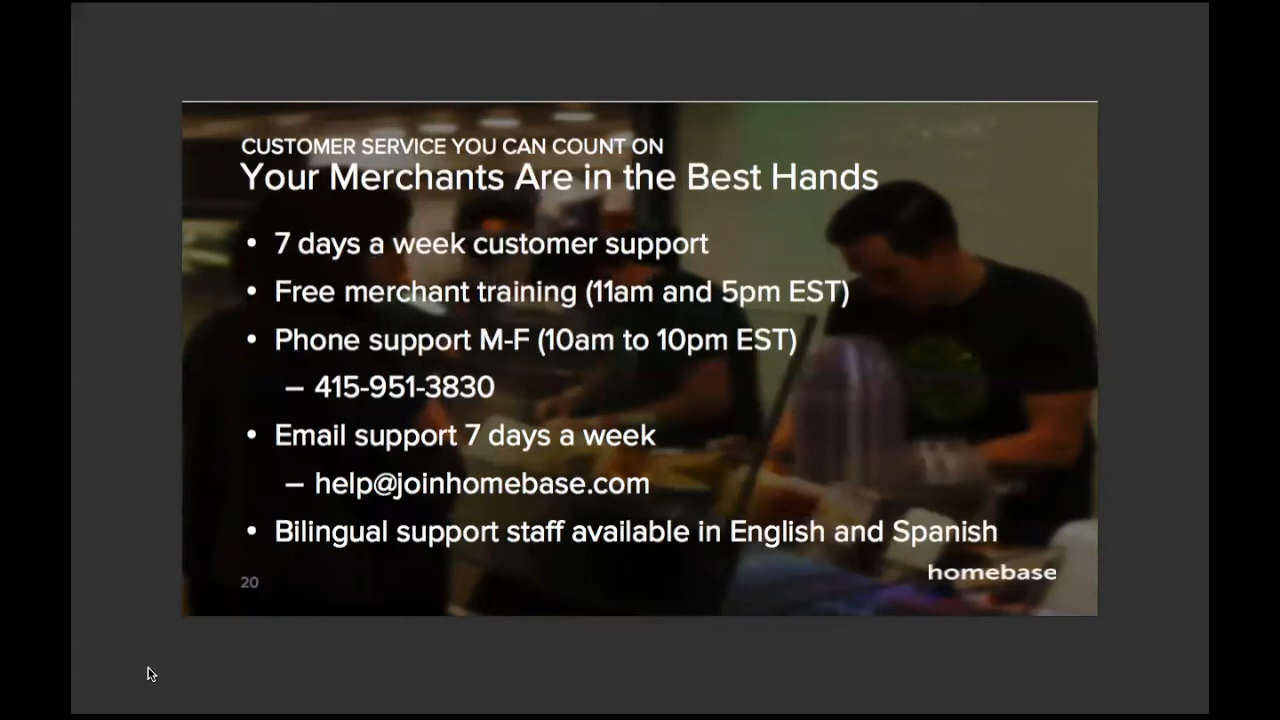 CUSTOMER SERVICE YOU CAN COUNT ON
Your Merchants Are in the Best Hands
• 7 days a week customer support
• Free merchant training (11am and 5pm EST)
• Phone support M-F (10am to 10pm EST)
– 415-951-3830
• Email support 7 days a week
– help@joinhomebase.com
• Bilingual support staff available in English and Spanish
homebase
20